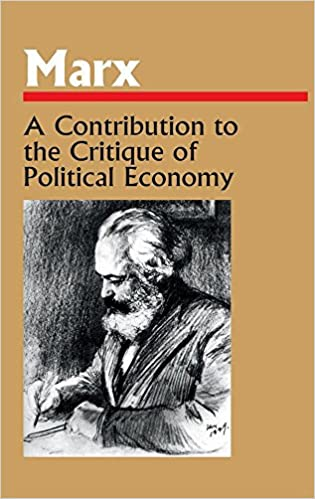 Marx
A Contribution to
the Critique of
Political Economy